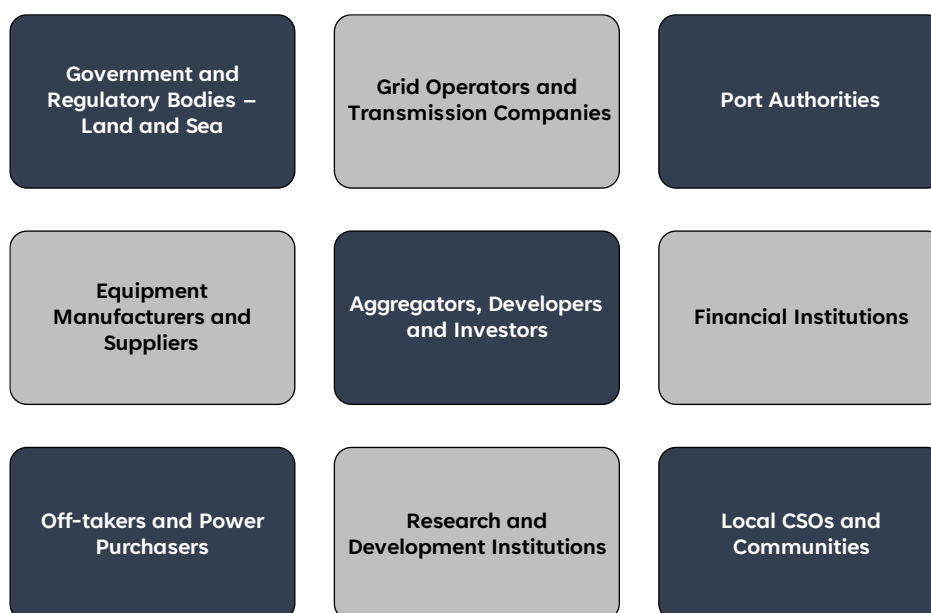 Government and
Regulatory Bodies –
Land and Sea
Grid Operators and
Transmission Companies
Port Authorities
Equipment
Manufacturers and
Suppliers
Aggregators, Developers
and Investors
Financial Institutions
Off-takers and Power
Purchasers
Research and
Development Institutions
Local CSOs and
Communities